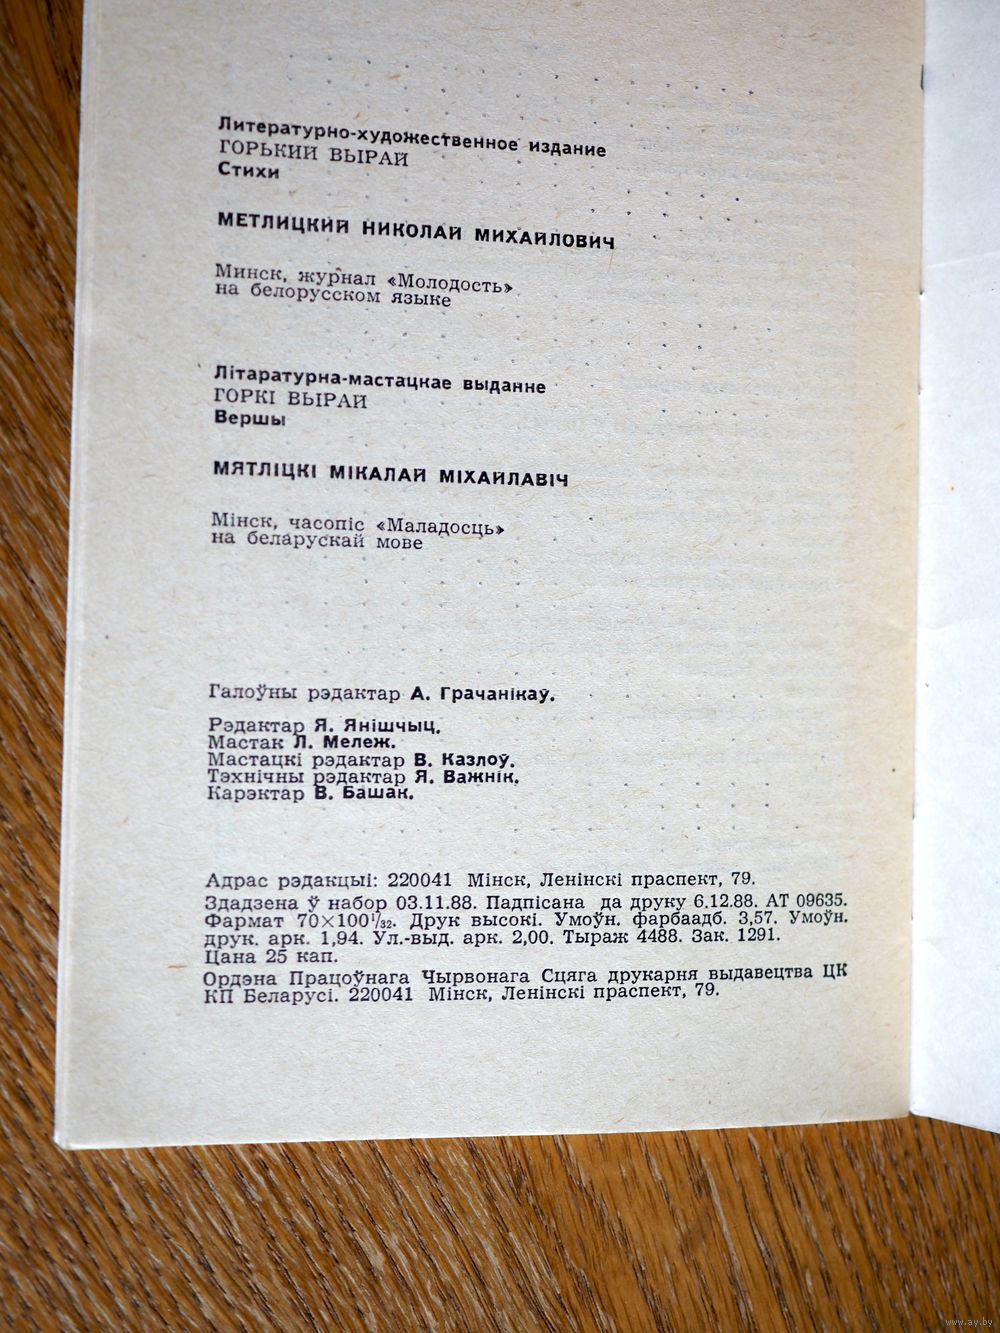 Литературно-художественное издание
ГОРЬКИЙ ВЫРАЙ
Стихи
МЕТЛИЦКИЙ НИКОЛАЙ МИХАЙЛОВИЧ
Минск, журнал «Молодость»
на белорусском языке
Літаратурна-мастацкае выданне
ГОРКІ ВЫРАЙ
Вершы
МЯТЛІЦКІ МІКАЛАЙ МІХАЙЛАВІЧ
Мінск, часопіс «Маладосць»
на беларускай мове
Галоўны рэдактар А. Грачанікаў.
Рэдактар Я. Янішчыц.
Мастак Л. Мележ.
Мастацкі рэдактар В. Казлоў.
Тэхнічны рэдактар Я. Важнік.
Карэктар В. Башак.
Адрас рэдакцыі: 220041 Мінск, Ленінскі праспект, 79.
Здадзена ў набор 03.11.88. Падпісана да друку 6.12.88. АТ 09635.
Фармат 70×100¹/₃₂. Друк высокі. Умоўн. фарбаадб. 3,57. Умоўн.
друк. арк. 1,94. Ул.-выд. арк. 2,00. Тыраж 4488. Зак. 1291.
Цана 25 кап.
Ордэна Працоўнага Чырвонага Сцяга друкарня выдавецтва ЦК
КП Беларусі. 220041 Мінск, Ленінскі праспект, 79.
www.ay.by